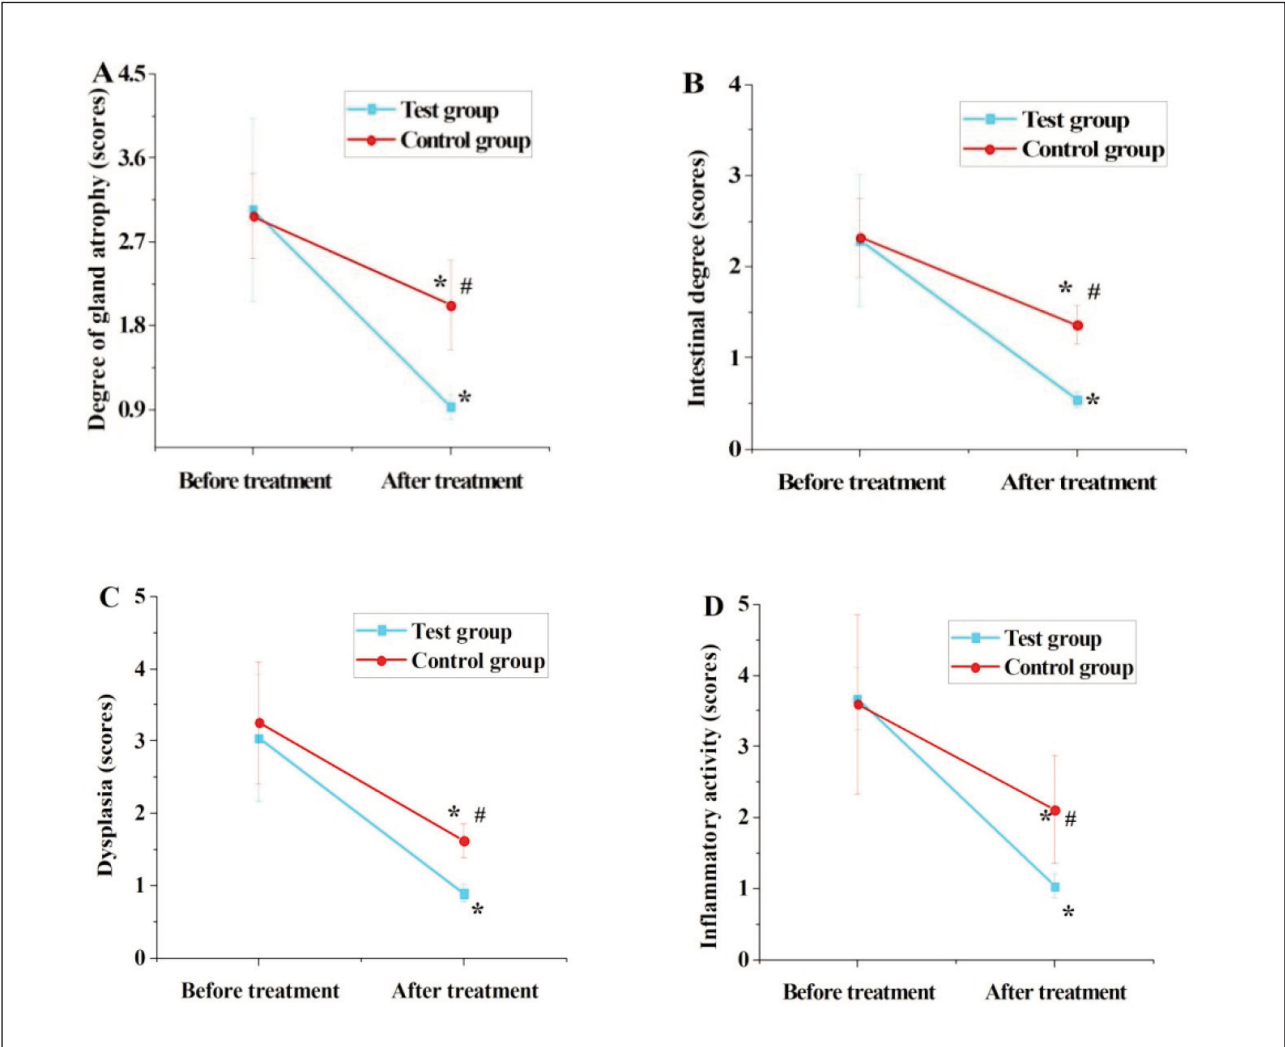 A
Degree of gland atrophy (scores)
4.5
3.6
2.7
1.8
0.9
Test group
Control group
* #
*
Before treatment After treatment
B
Intestinal degree (scores)
4
3
2
1
0
Test group
Control group
* #
*
Before treatment After treatment
C
Dysplasia (scores)
5
4
3
2
1
0
Test group
Control group
* #
*
Before treatment After treatment
D
Inflammatory activity (scores)
5
4
3
2
1
0
Test group
Control group
* #
*
Before treatment After treatment